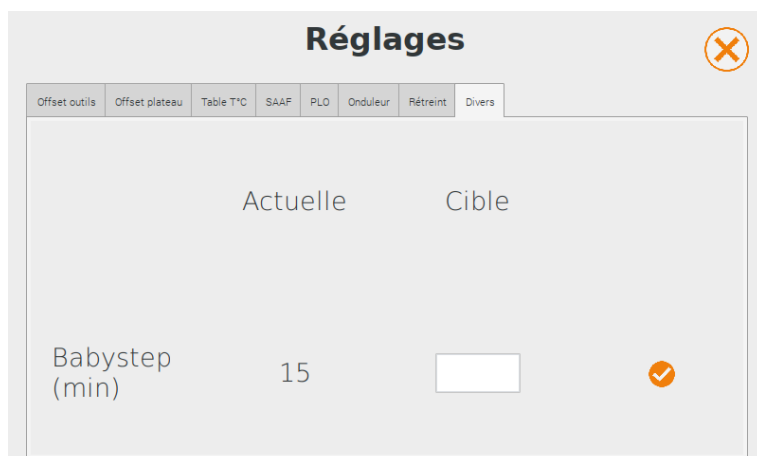 Réglages
Offset outils Offset plateau Table T°C SAAF PLO Onduleur Rétreint Divers
Actuelle Cible
Babystep
(min) 15